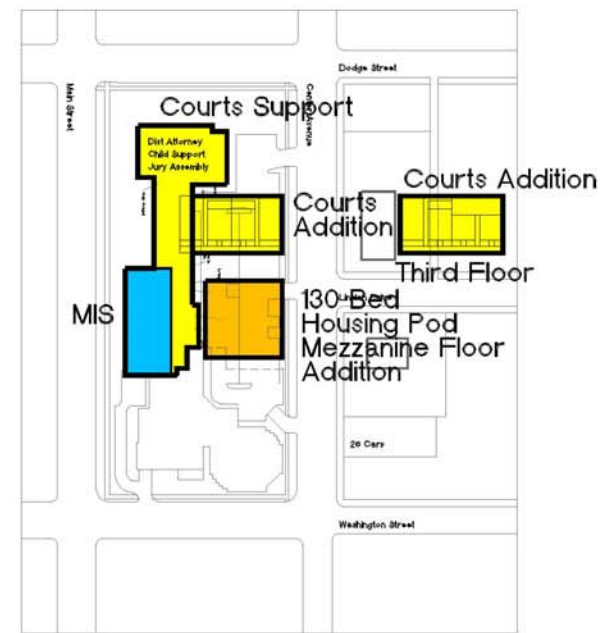 Dodge Street
Main Street
Courts Support
Dist Attorney
Child Support
Jury Assembly
Courts Addition
Courts
Addition
Third Floor
MIS
130-Bed
Housing Pod
Mezzanine Floor
Addition
26 Cars
Washington Street